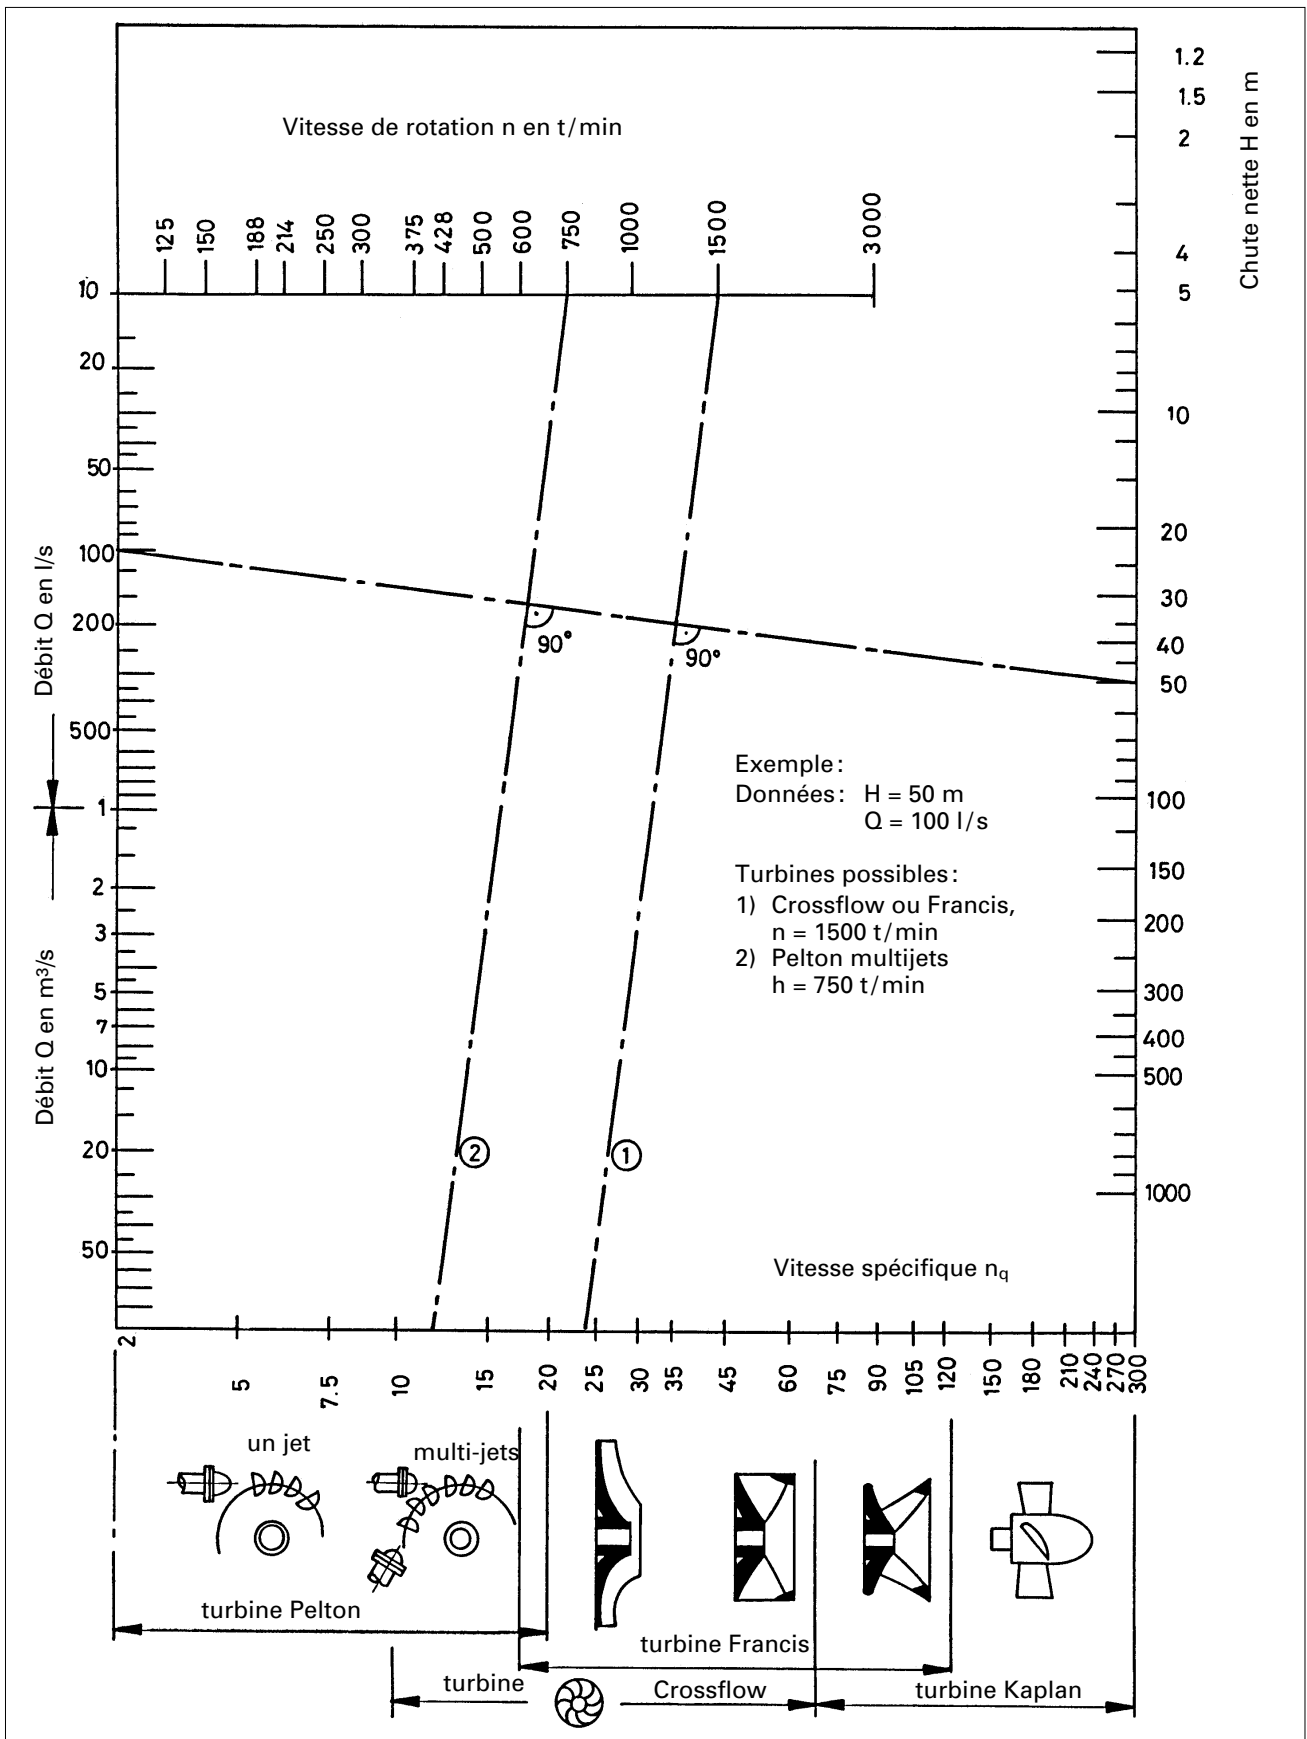 Vitesse de rotation n en t/min
125 150 188 214 250 300 375 428 500 600 750 1000 1500 3000
Chute nette H en m
1.2
1.5
2
4
5
10
20
30
40
50
100
150
200
300
400
500
1000
Débit Q en l/s
10
20
50
100
200
500
Débit Q en m³/s
1
2
3
5
7
10
20
50
90°
90°
Exemple:
Données: H = 50 m
Q = 100 l/s
Turbines possibles:
1) Crossflow ou Francis,
n = 1500 t/min
2) Pelton multijets
h = 750 t/min
2
1
Vitesse spécifique nq
2 5 7.5 10 15 20 25 30 35 45 60 75 90 105 120 150 180 210 240 270 300
un jet
multi-jets
turbine Pelton
turbine Francis
turbine Crossflow
turbine Kaplan